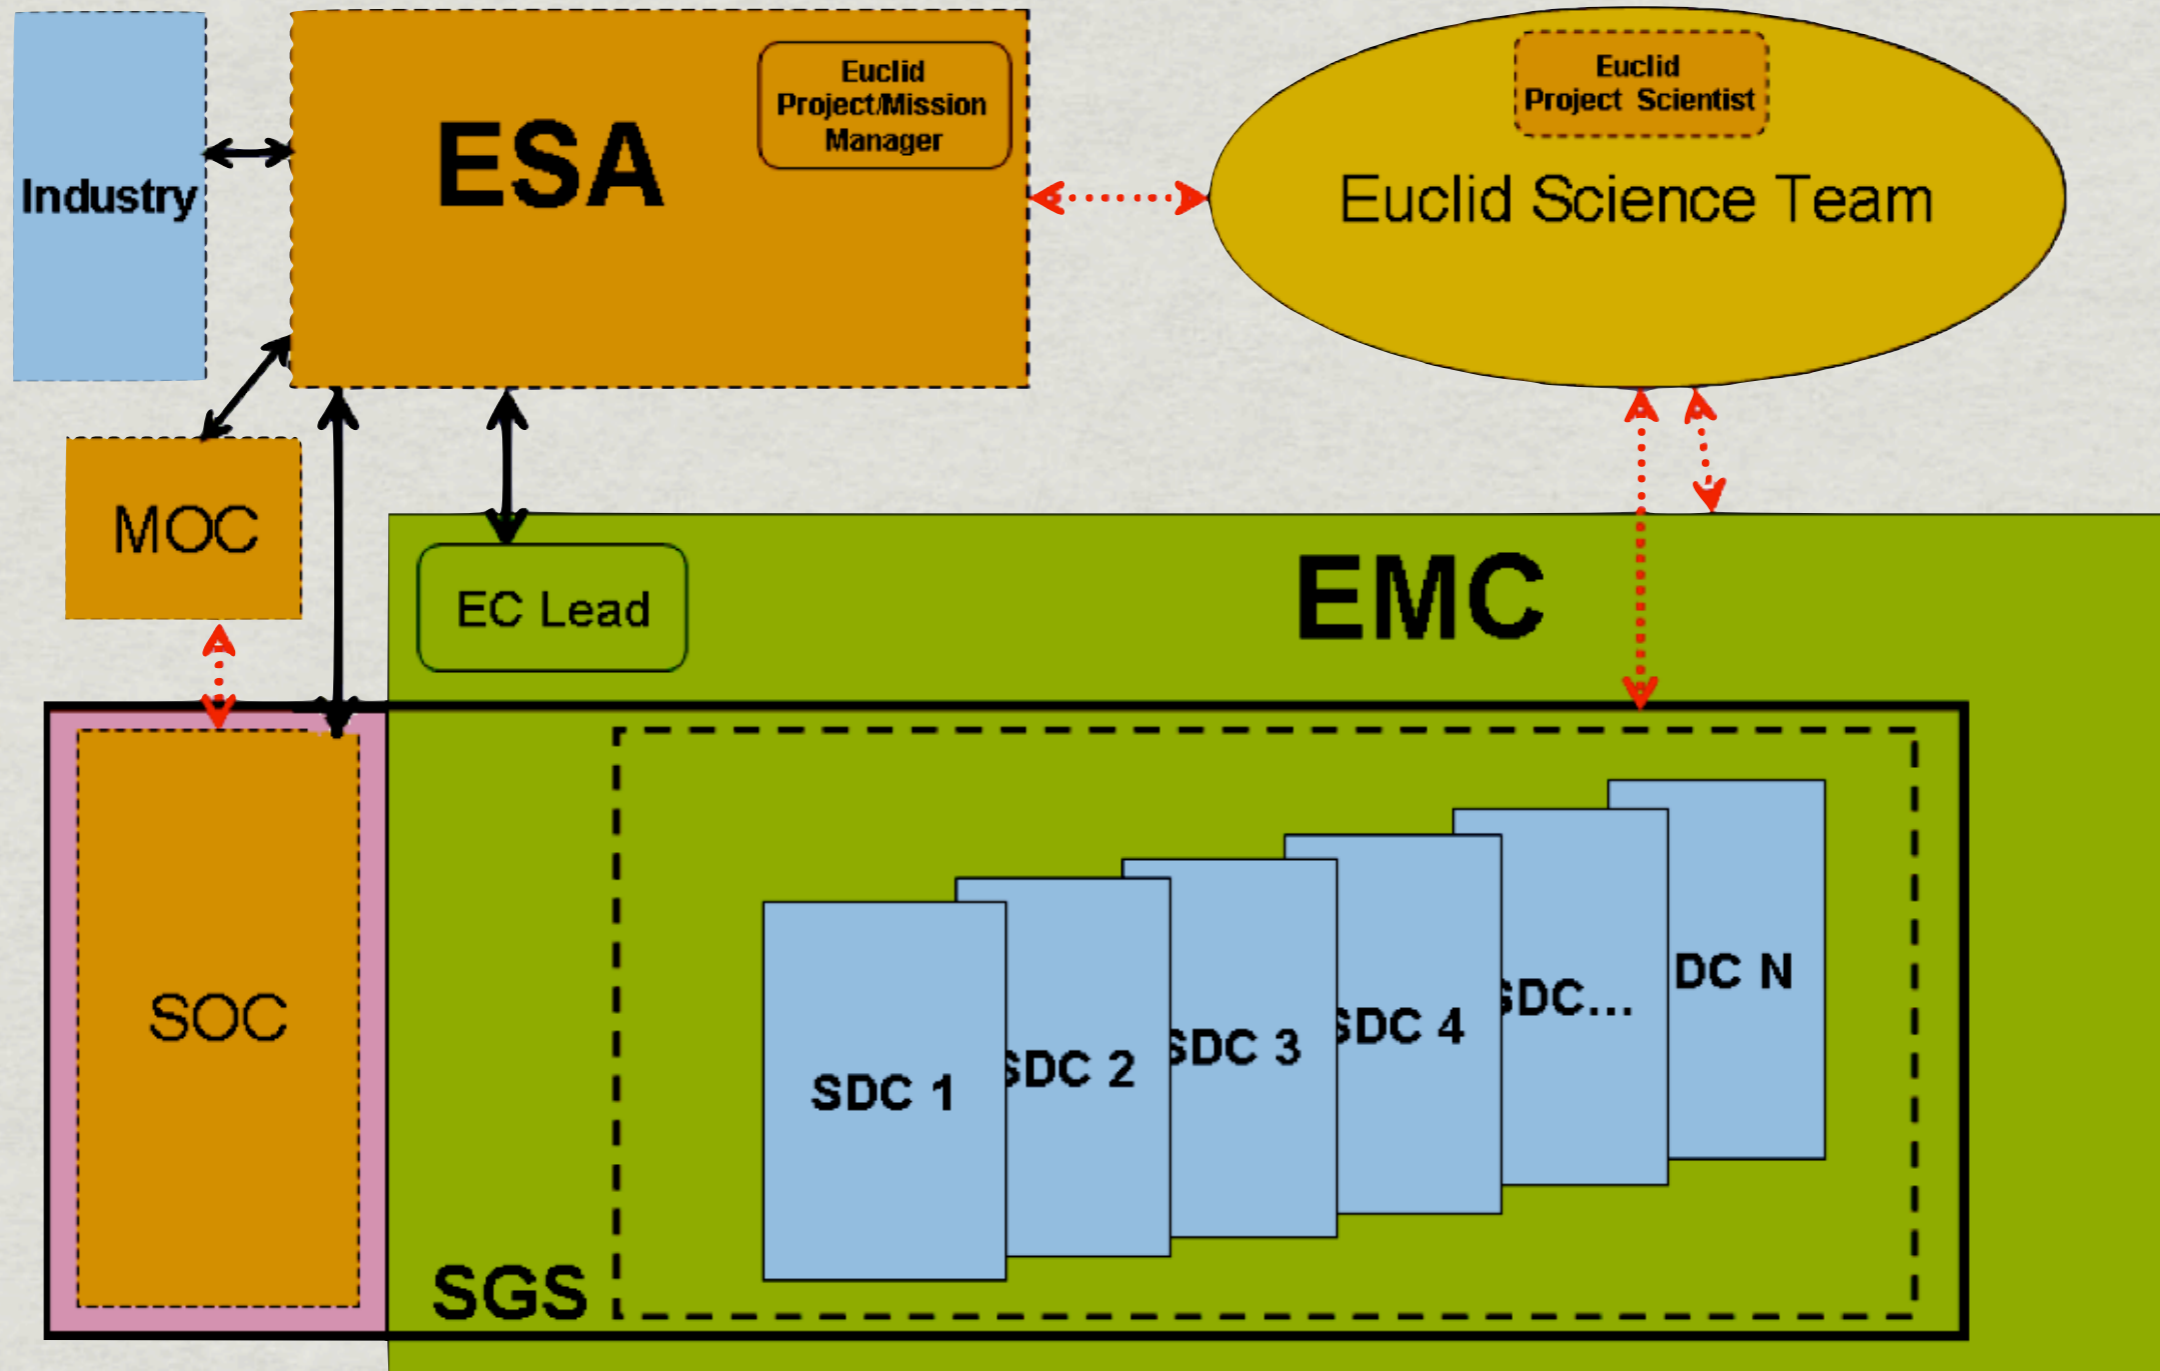 Industry
ESA
Euclid
Project/Mission
Manager
Euclid
Project Scientist
Euclid Science Team
MOC
EC Lead
EMC
SOC
SGS
SDC 1
SDC 2
SDC 3
SDC 4
SDC...
DC N